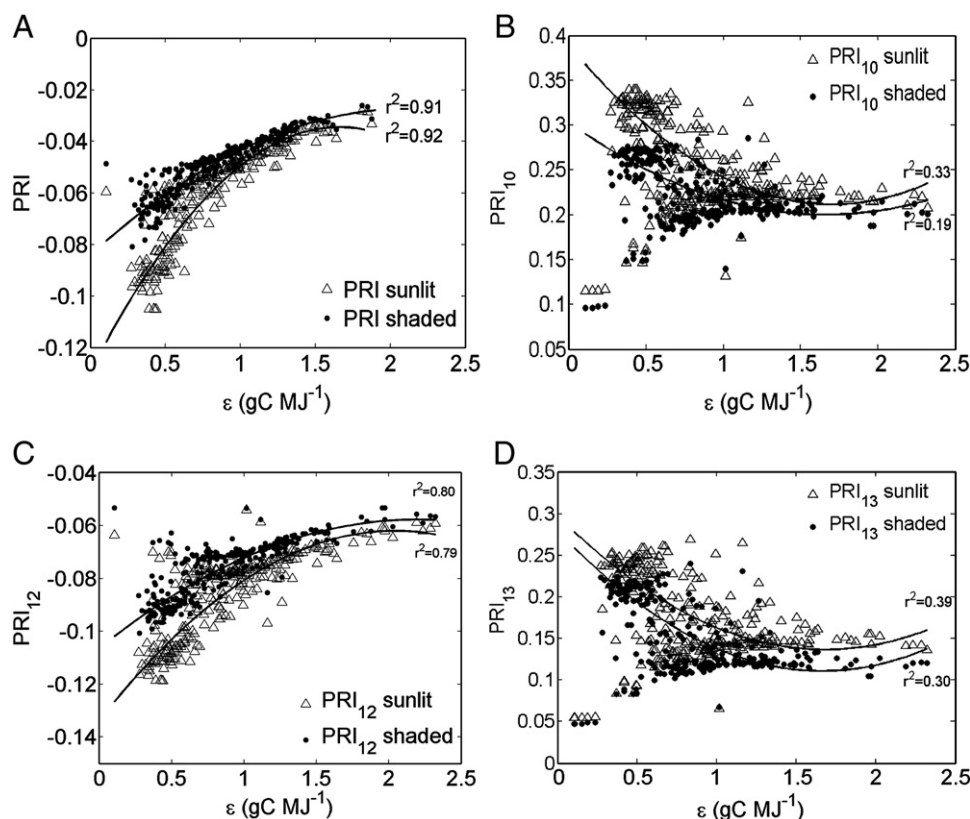 A
0
-0.02
-0.04
-0.06
-0.08
-0.1
-0.12
PRI
r²=0.91
r²=0.92
△ PRI sunlit
• PRI shaded
0 0.5 1 1.5 2 2.5
ε (gC MJ⁻¹)
B
0.4
0.35
0.3
0.25
0.2
0.15
0.1
0.05
PRI₁₀
△ PRI₁₀ sunlit
• PRI₁₀ shaded
r²=0.33
r²=0.19
0 0.5 1 1.5 2 2.5
ε (gC MJ⁻¹)
C
-0.04
-0.06
-0.08
-0.1
-0.12
-0.14
PRI₁₂
r²=0.80
r²=0.79
△ PRI₁₂ sunlit
• PRI₁₂ shaded
0 0.5 1 1.5 2 2.5
ε (gC MJ⁻¹)
D
0.35
0.3
0.25
0.2
0.15
0.1
0.05
0
PRI₁₃
△ PRI₁₃ sunlit
• PRI₁₃ shaded
r²=0.39
r²=0.30
0 0.5 1 1.5 2 2.5
ε (gC MJ⁻¹)